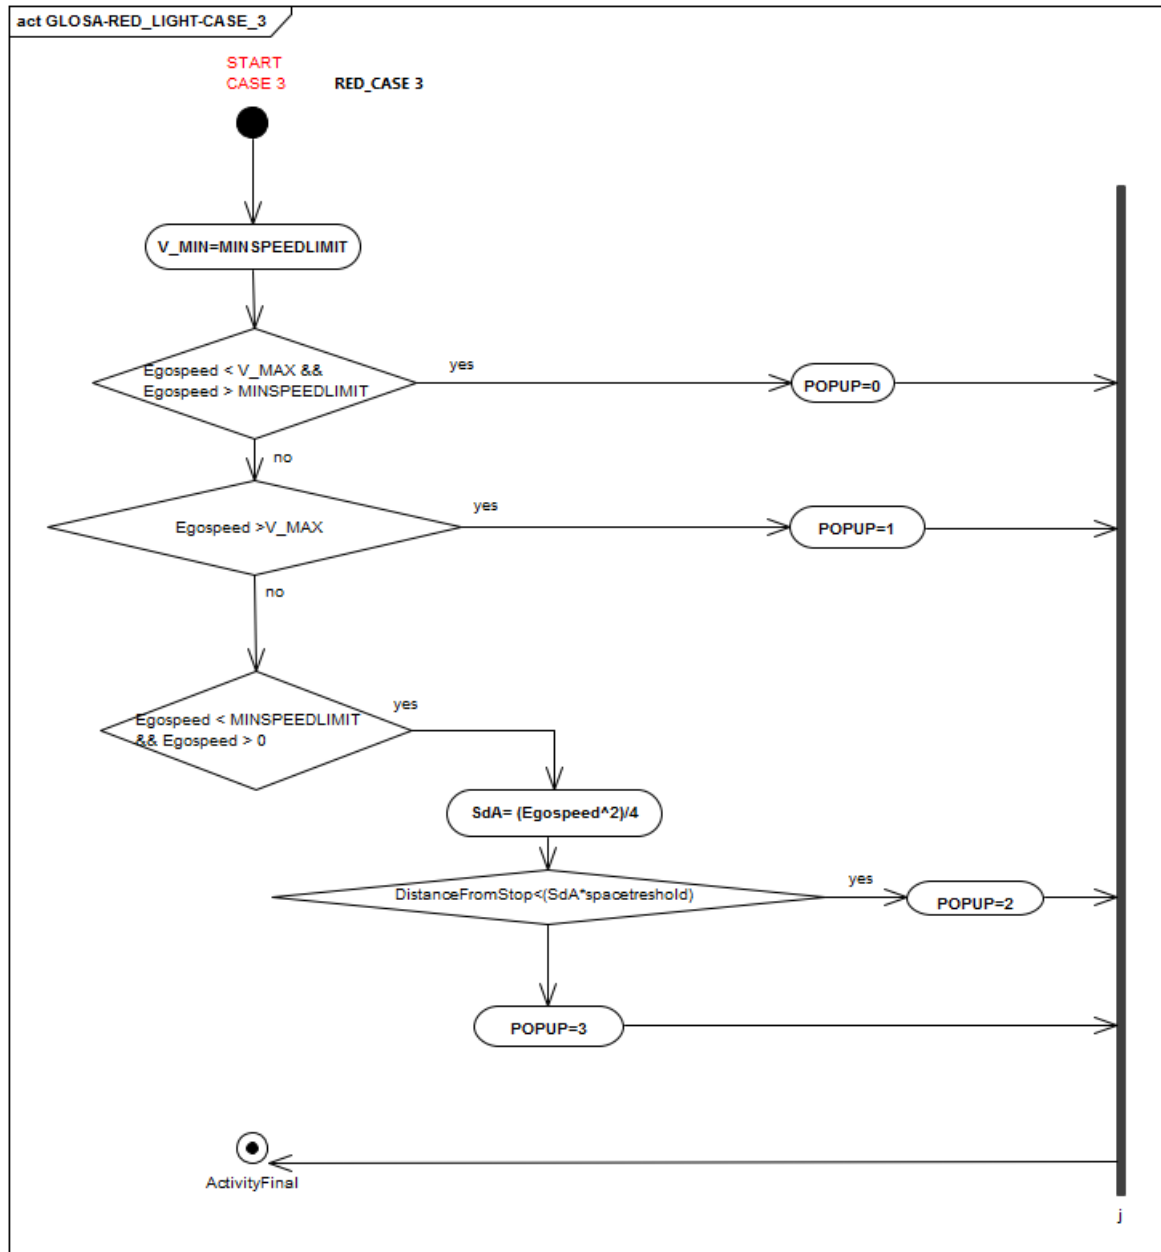 act GLOSA-RED_LIGHT-CASE_3
START
CASE 3
RED_CASE 3
V_MIN=MINSPEEDLIMIT
Egospeed < V_MAX &&
Egospeed > MINSPEEDLIMIT
yes
POPUP=0
no
Egospeed >V_MAX
yes
POPUP=1
no
Egospeed < MINSPEEDLIMIT
&& Egospeed > 0
yes
SdA= (Egospeed^2)/4
DistanceFromStop<(SdA*spacetreshold)
yes
POPUP=2
POPUP=3
ActivityFinal
j